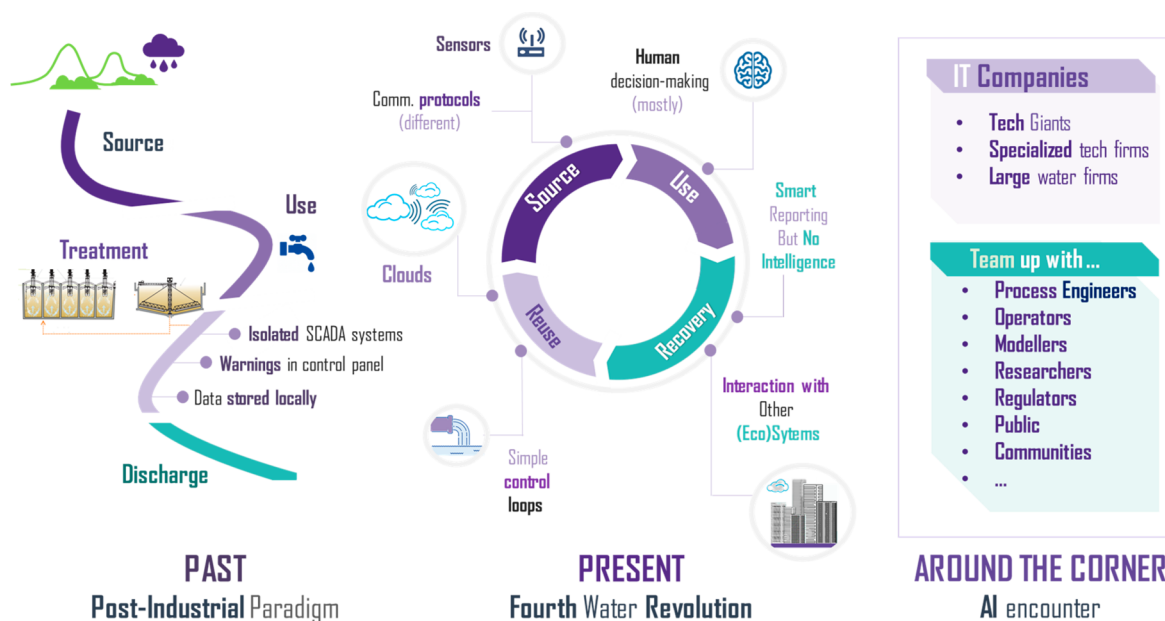 Source
Use
Treatment
Isolated SCADA systems
Warnings in control panel
Data stored locally
Discharge
PAST
Post-Industrial Paradigm
Sensors
Comm. protocols
(different)
Human
decision-making
(mostly)
Clouds
Source
Use
Reuse
Recovery
Smart
Reporting
But No
Intelligence
Interaction with
Other
(Eco)Sytems
Simple
control
loops
PRESENT
Fourth Water Revolution
IT Companies
• Tech Giants
• Specialized tech firms
• Large water firms
Team up with...
• Process Engineers
• Operators
• Modellers
• Researchers
• Regulators
• Public
• Communities
• ...
AROUND THE CORNER
AI encounter